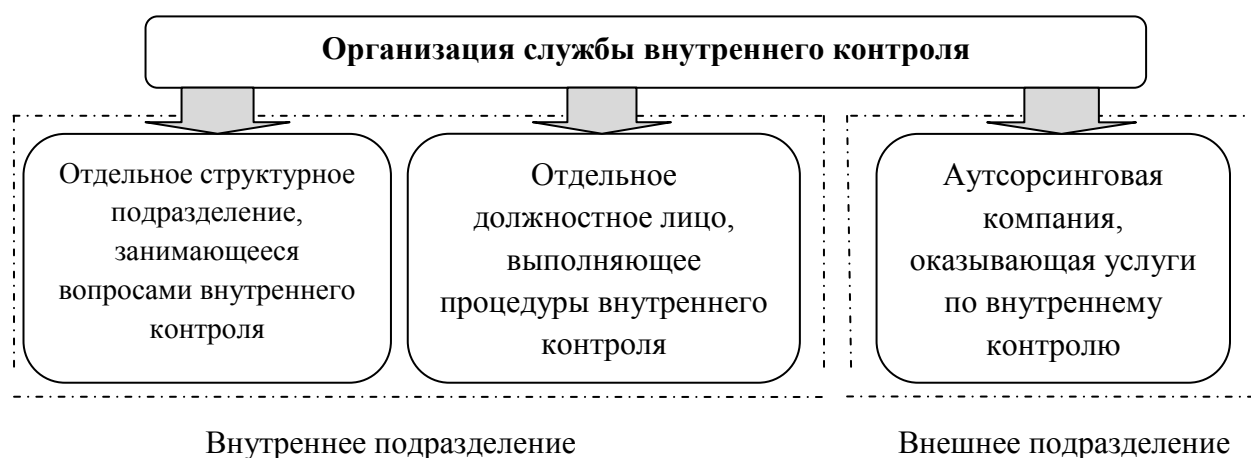 Организация службы внутреннего контроля
Отдельное структурное
подразделение,
занимающееся
вопросами внутреннего
контроля
Отдельное
должностное лицо,
выполняющее
процедуры внутреннего
контроля
Аутсорсинговая
компания,
оказывающая услуги
по внутреннему
контролю
Внутреннее подразделение
Внешнее подразделение